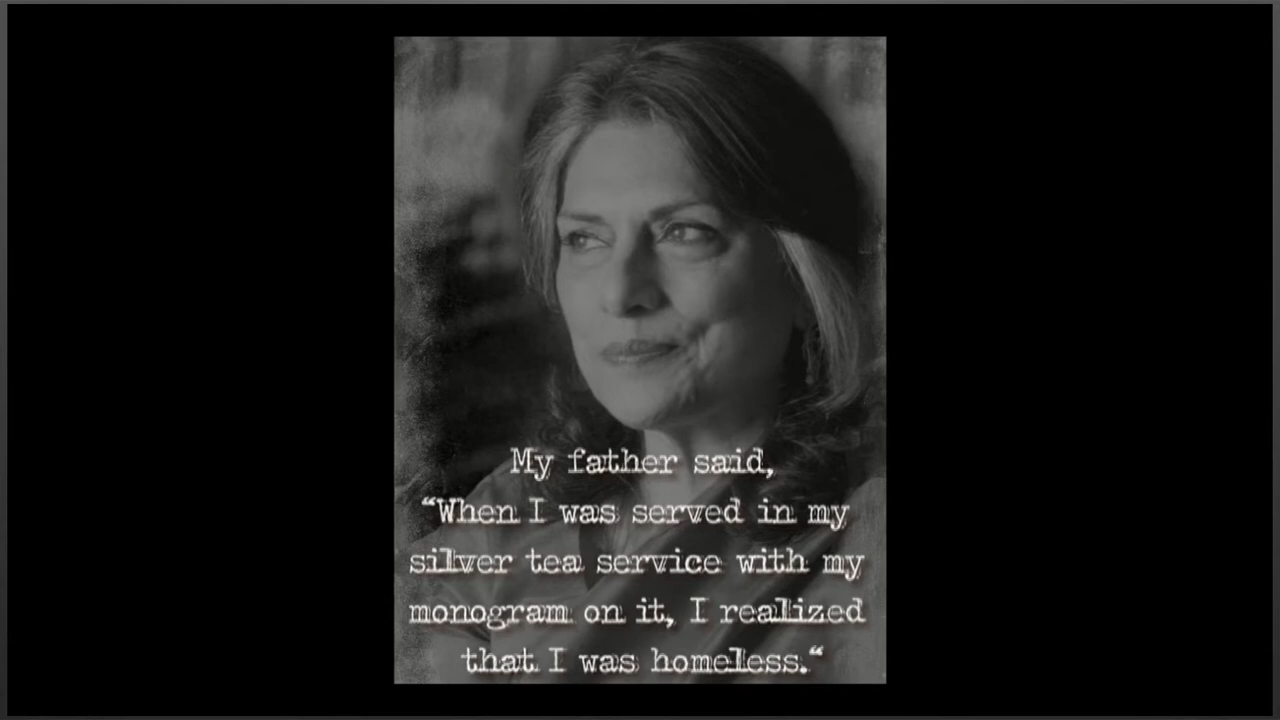 My father said,
“When I was served in my
silver tea service with my
monogram on it, I realized
that I was homeless.“